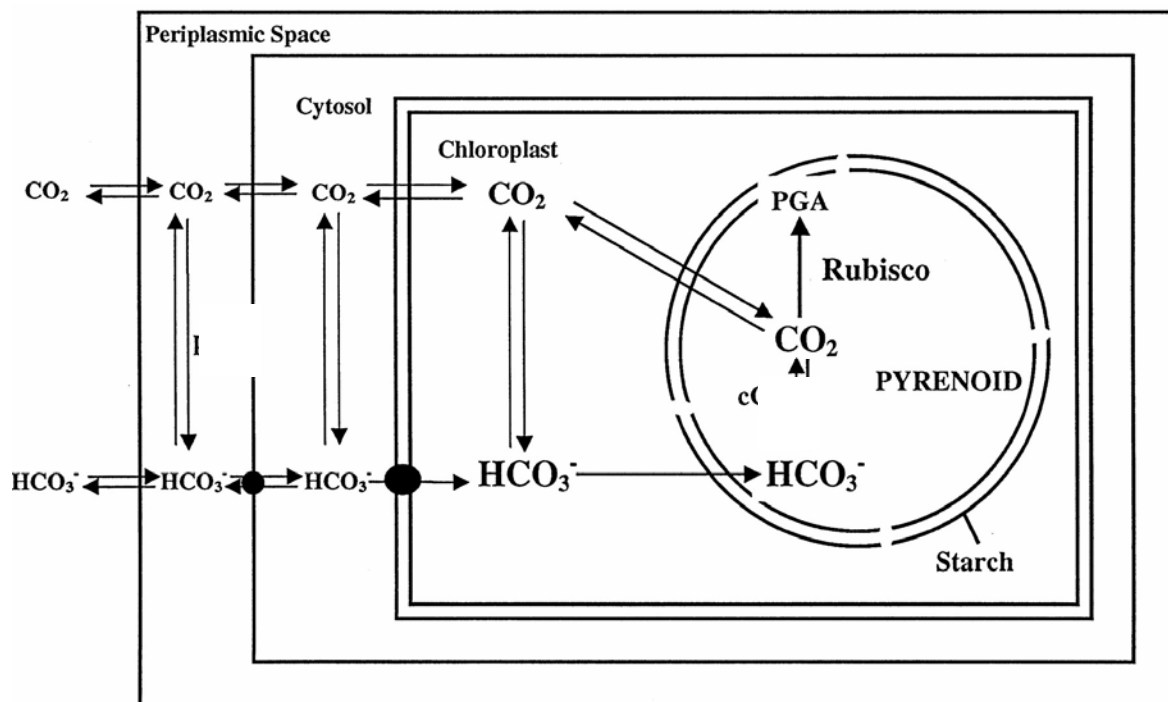 Periplasmic Space
Cytosol
Chloroplast
CO₂ CO₂ CO₂ CO₂ PGA
Rubisco
CO₂
PYRENOID
HCO₃⁻ HCO₃⁻ HCO₃⁻ HCO₃⁻ HCO₃⁻
Starch